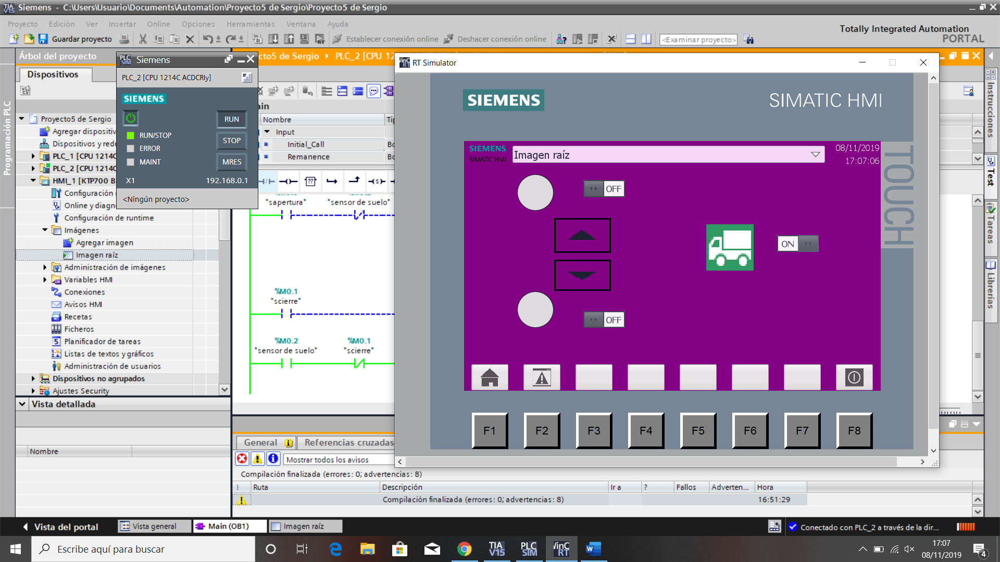 Siemens - C:\Users\Usuario\Documents\Automation\Proyecto5 de Sergio\Proyecto5 de Sergio
Proyecto Edición Ver Insertar Online Opciones Herramientas Ventana Ayuda
Totally Integrated Automation
PORTAL
Guardar proyecto
Establecer conexión online
Deshacer conexión online
<Examinar proyecto>
Árbol del proyecto
Dispositivos
Programación PLC
Proyecto5 de Sergio
Agregar dispositiv
Dispositivos y rede
PLC_1 [CPU 1214C
PLC_2 [CPU 1214C
HMI_1 [KTP700 B
Configuración
Online y diagn
Configuración de runtime
Imágenes
Agregar imagen
Imagen raíz
Administración de imágenes
Variables HMI
Conexiones
Avisos HMI
Recetas
Ficheros
Planificador de tareas
Listas de textos y gráficos
Administración de usuarios
Dispositivos no agrupados
Ajustes Security
Vista detallada
Nombre
PLC SIM Siemens
PLC_2 [CPU 1214C ACDCRly]
SIEMENS
RUN
RUN/STOP
STOP
ERROR
MAINT
MRES
X1 192.168.0.1
<Ningún proyecto>
cto5 de Sergio PLC_2 [CPU 12
ain
Nombre Tip
Input
Initial_Call Bo
Remanence Bo
"sapertura" "sensor de suelo"
%M0.1
"scierre"
%M0.2 %M0.1
"sensor de suelo" "scierre"
RT Simulator
SIEMENS
SIMATIC HMI
TOUCH
SIEMENS
SIMATIC HMI
Imagen raíz
08/11/2019
17:07:06
OFF
ON
OFF
F1 F2 F3 F4 F5 F6 F7 F8
Instrucciones
Test
Tareas
Librerías
General Referencias cruzadas
Mostrar todos los avisos
Compilación finalizada (errores: 0; advertencias: 8)
! Ruta Descripción Ir a ? Fallos Adverten... Hora
Compilación finalizada (errores: 0; advertencias: 8) 16:51:29
Vista del portal
Vista general
Main (OB1)
Imagen raíz
Conectado con PLC_2 a través de la dir...
Escribe aquí para buscar
TIA V15
PLC SIM
WinC RT
17:07
08/11/2019
4